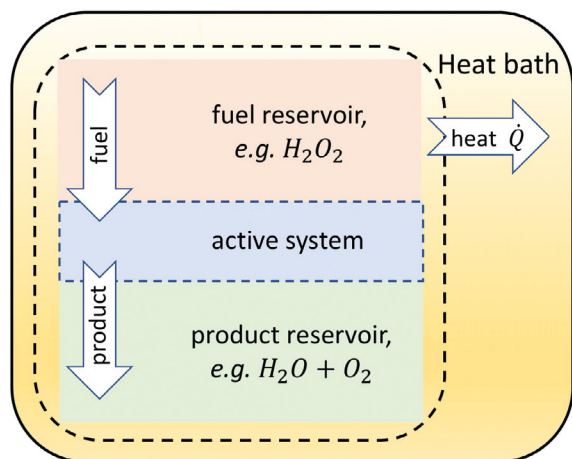 Heat bath
fuel reservoir,
e.g. H₂O₂
fuel
heat Q̇
active system
product
product reservoir,
e.g. H₂O + O₂